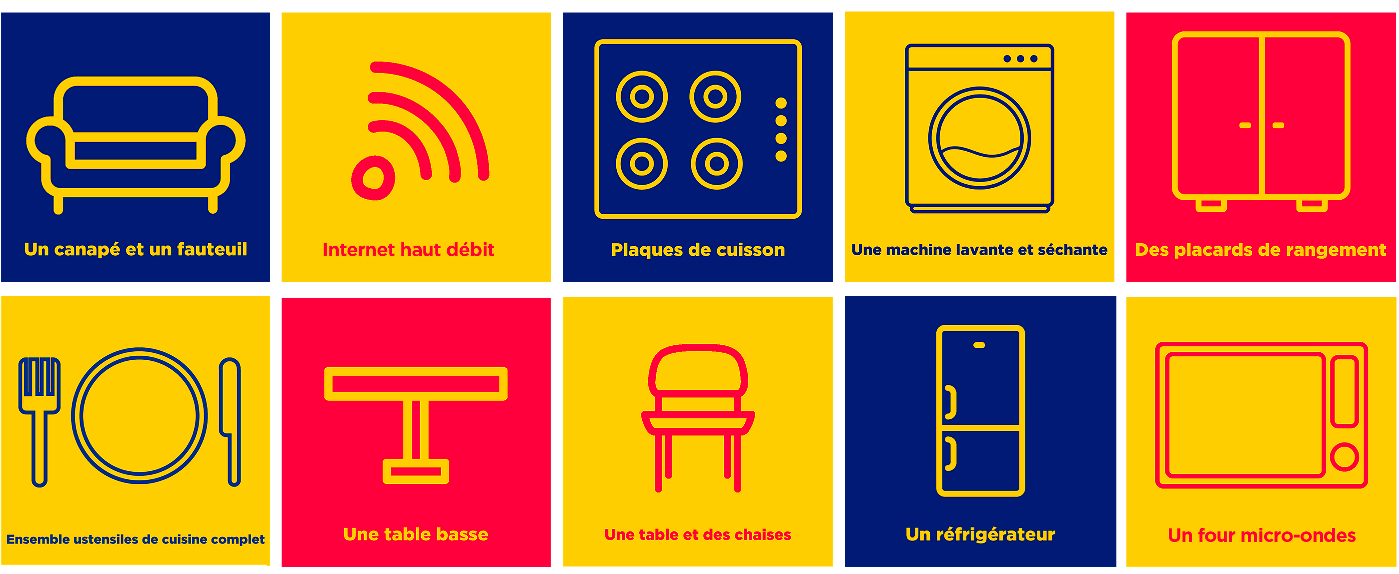 Un canapé et un fauteuil
Internet haut débit
Plaques de cuisson
Une machine lavante et séchante
Des placards de rangement
Ensemble ustensiles de cuisine complet
Une table basse
Une table et des chaises
Un réfrigérateur
Un four micro-ondes